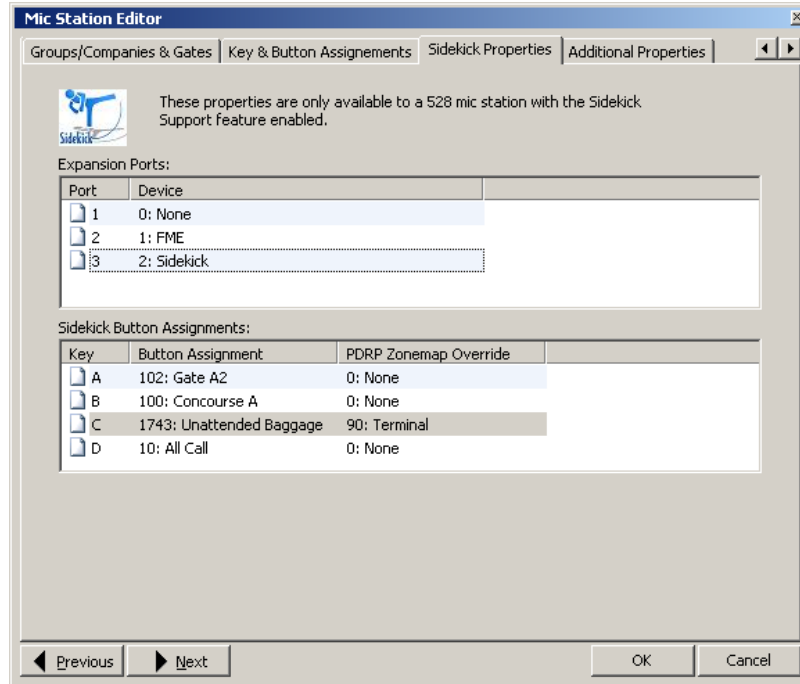 Mic Station Editor
Groups/Companies & Gates Key & Button Assignements Sidekick Properties Additional Properties
These properties are only available to a 528 mic station with the Sidekick
Support feature enabled.
Sidekick
Expansion Ports:
Port Device
1 0: None
2 1: FME
3 2: Sidekick
Sidekick Button Assignments:
Key Button Assignment PDRP Zonemap Override
A 102: Gate A2 0: None
B 100: Concourse A 0: None
C 1743: Unattended Baggage 90: Terminal
D 10: All Call 0: None
Previous Next OK Cancel